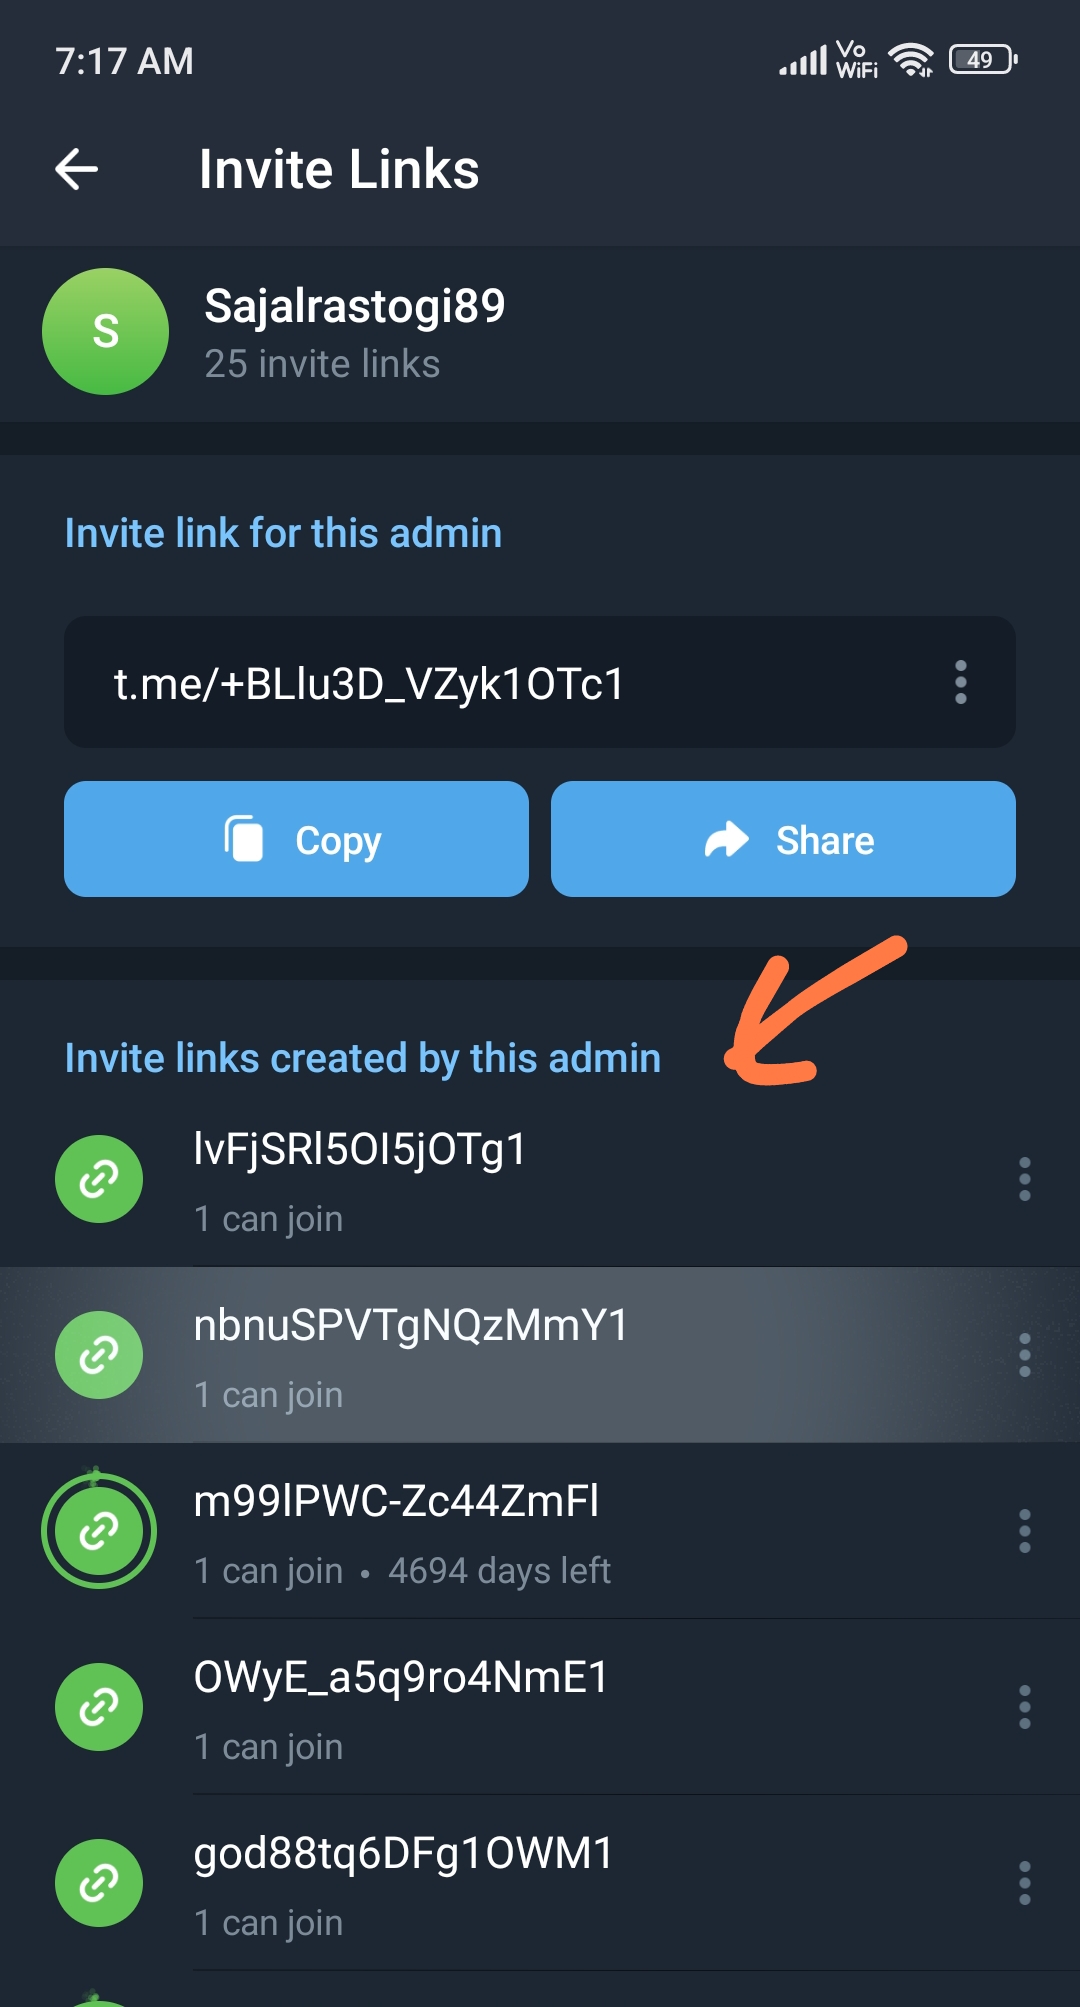 7:17 AM
Vo
WiFi
49
Invite Links
S
Sajalrastogi89
25 invite links
Invite link for this admin
t.me/+BLlu3D_VZyk1OTc1
Copy
Share
Invite links created by this admin
lvFjSRl5OI5jOTg1
1 can join
nbnuSPVTgNQzMmY1
1 can join
m99lPWC-Zc44ZmFl
1 can join • 4694 days left
OWyE_a5q9ro4NmE1
1 can join
god88tq6DFg1OWM1
1 can join